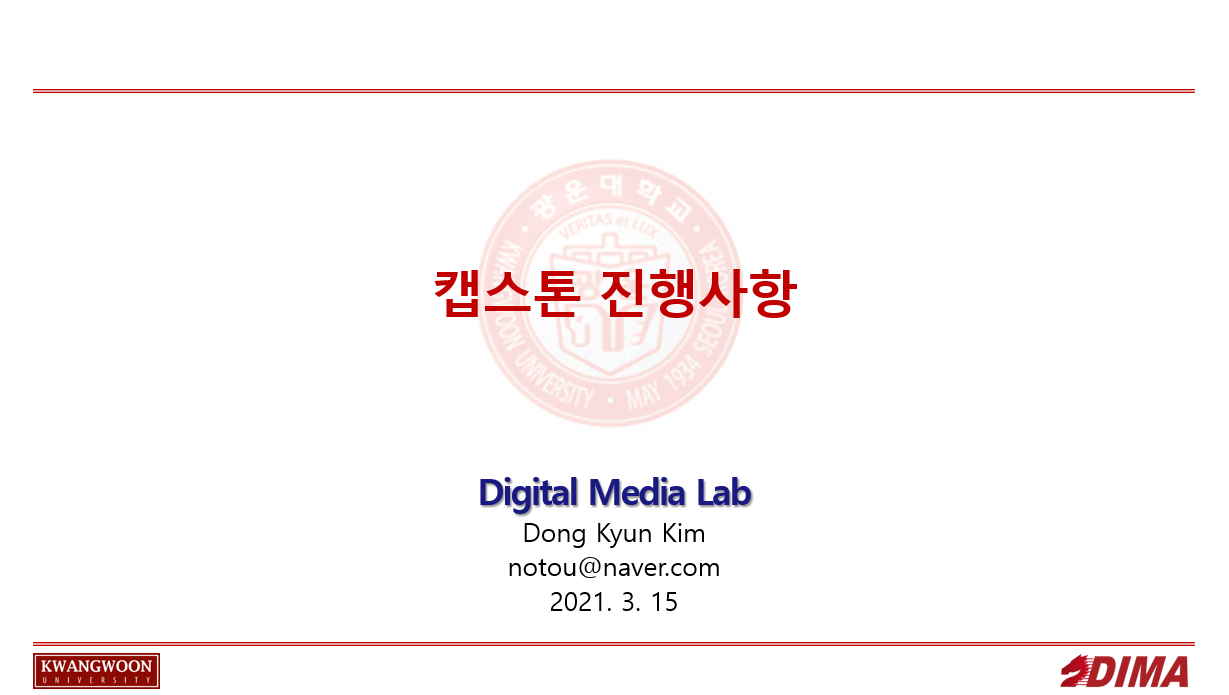 광운대학교
VERITAS et LUX
KWANGWOON UNIVERSITY • MAY 1934 SEOUL KOREA
캡스톤 진행사항
Digital Media Lab
Dong Kyun Kim
notou@naver.com
2021. 3. 15
KWANGWOON
UNIVERSITY
DIMA